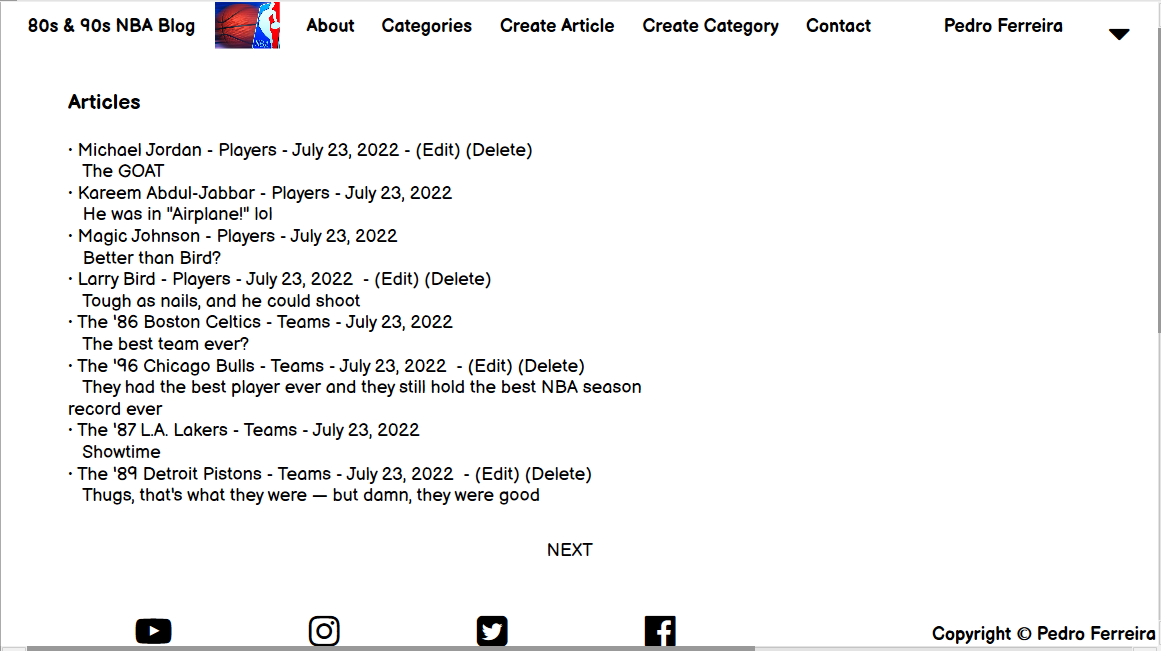 80s & 90s NBA Blog NBA About Categories Create Article Create Category Contact Pedro Ferreira
Articles
• Michael Jordan - Players - July 23, 2022 - (Edit) (Delete)
The GOAT
• Kareem Abdul-Jabbar - Players - July 23, 2022
He was in "Airplane!" lol
• Magic Johnson - Players - July 23, 2022
Better than Bird?
• Larry Bird - Players - July 23, 2022 - (Edit) (Delete)
Tough as nails, and he could shoot
• The '86 Boston Celtics - Teams - July 23, 2022
The best team ever?
• The '96 Chicago Bulls - Teams - July 23, 2022 - (Edit) (Delete)
They had the best player ever and they still hold the best NBA season
record ever
• The '87 L.A. Lakers - Teams - July 23, 2022
Showtime
• The '89 Detroit Pistons - Teams - July 23, 2022 - (Edit) (Delete)
Thugs, that's what they were — but damn, they were good
NEXT
Copyright © Pedro Ferreira